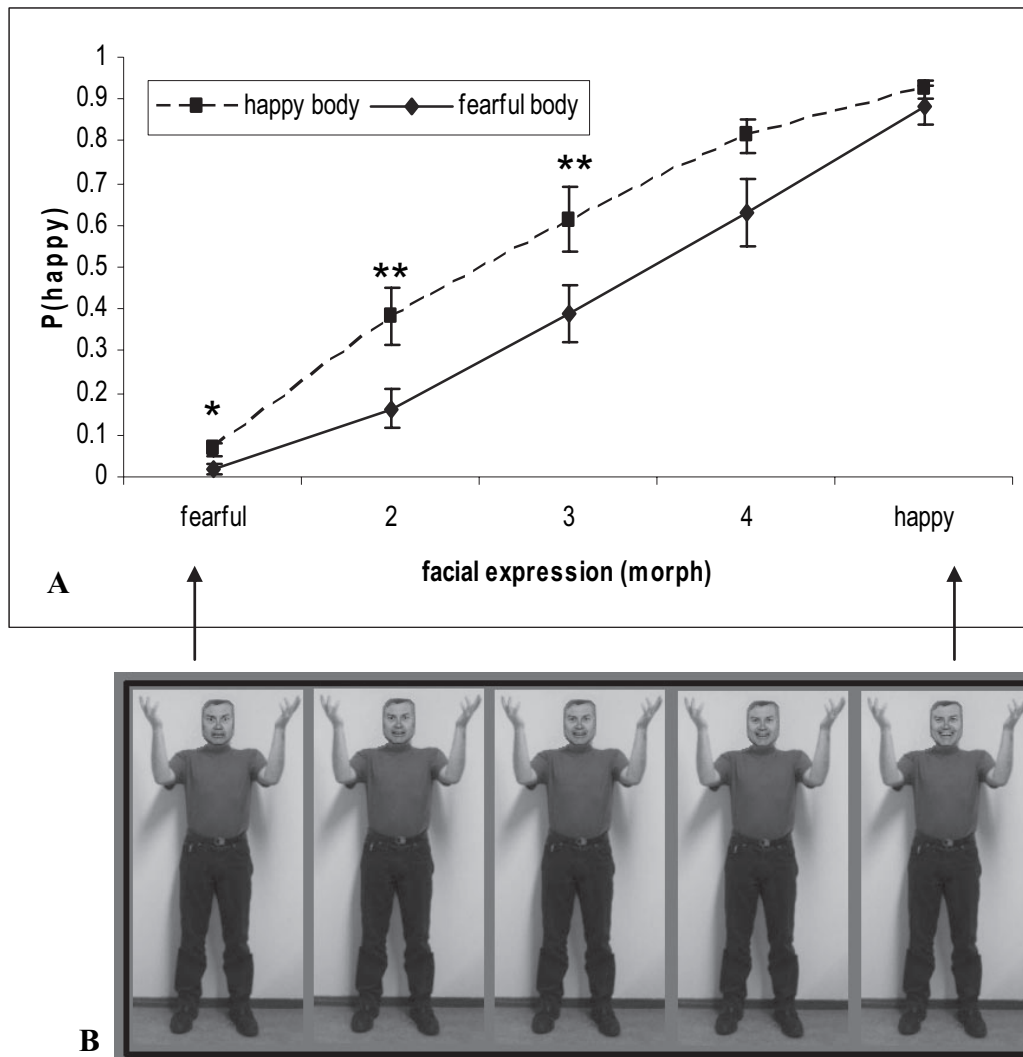 1
0.9
0.8
0.7
0.6
0.5
0.4
0.3
0.2
0.1
0
P(happy)
happy body
fearful body
*
**
**
fearful 2 3 4 happy
facial expression (morph)
A
B